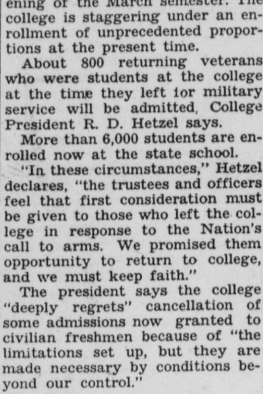 ening of the March semester. The
college is staggering under an en-
rollment of unprecedented propor-
tions at the present time.
About 800 returning veterans
who were students at the college
at the time they left for military
service will be admitted, College
President R. D. Hetzel says.
More than 6,000 students are en-
rolled now at the state school.
"In these circumstances," Hetzel
declares, "the trustees and officers
feel that first consideration must
be given to those who left the col-
lege in response to the Nation's
call to arms. We promised them
opportunity to return to college,
and we must keep faith."
The president says the college
"deeply regrets" cancellation of
some admissions now granted to
civilian freshmen because of "the
limitations set up, but they are
made necessary by conditions be-
yond our control."